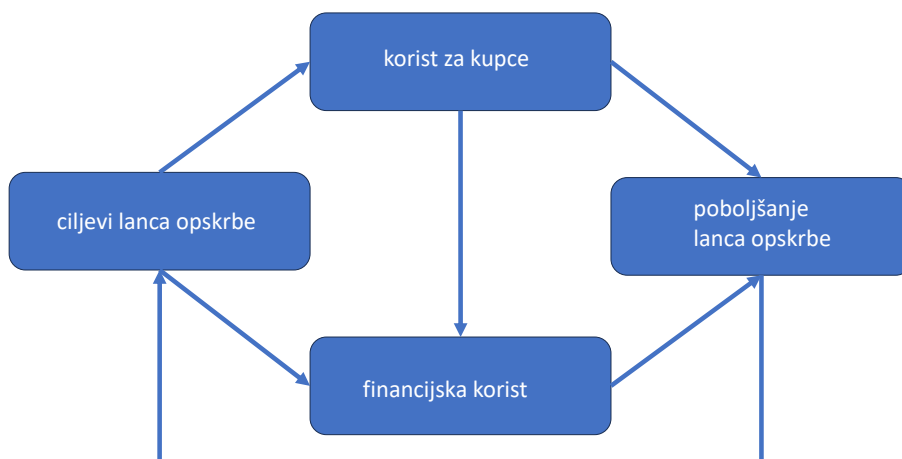 korist za kupce
ciljevi lanca opskrbe
poboljšanje
lanca opskrbe
financijska korist